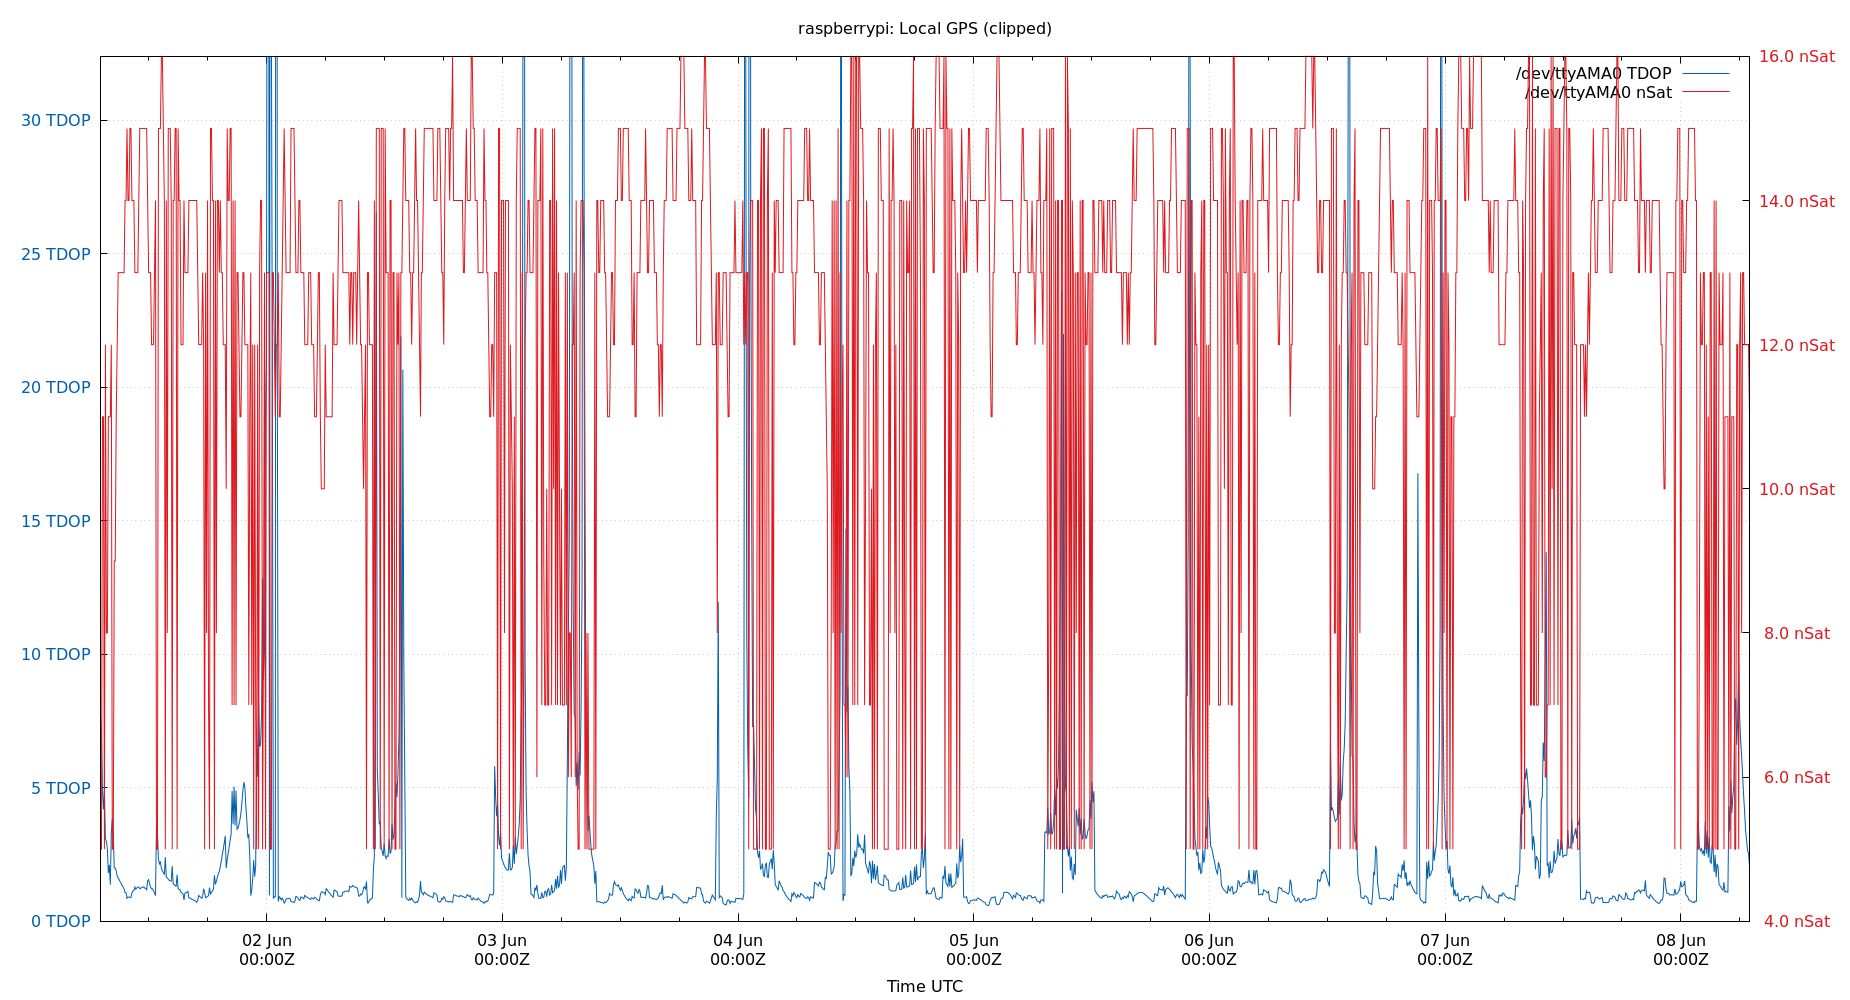 raspberrypi: Local GPS (clipped)
16.0 nSat
/dev/ttyAMA0 TDOP
/dev/ttyAMA0 nSat
30 TDOP
14.0 nSat
25 TDOP
12.0 nSat
20 TDOP
10.0 nSat
15 TDOP
8.0 nSat
10 TDOP
6.0 nSat
5 TDOP
4.0 nSat
0 TDOP
02 Jun 03 Jun 04 Jun 05 Jun 06 Jun 07 Jun 08 Jun
00:00Z 00:00Z 00:00Z 00:00Z 00:00Z 00:00Z 00:00Z
Time UTC